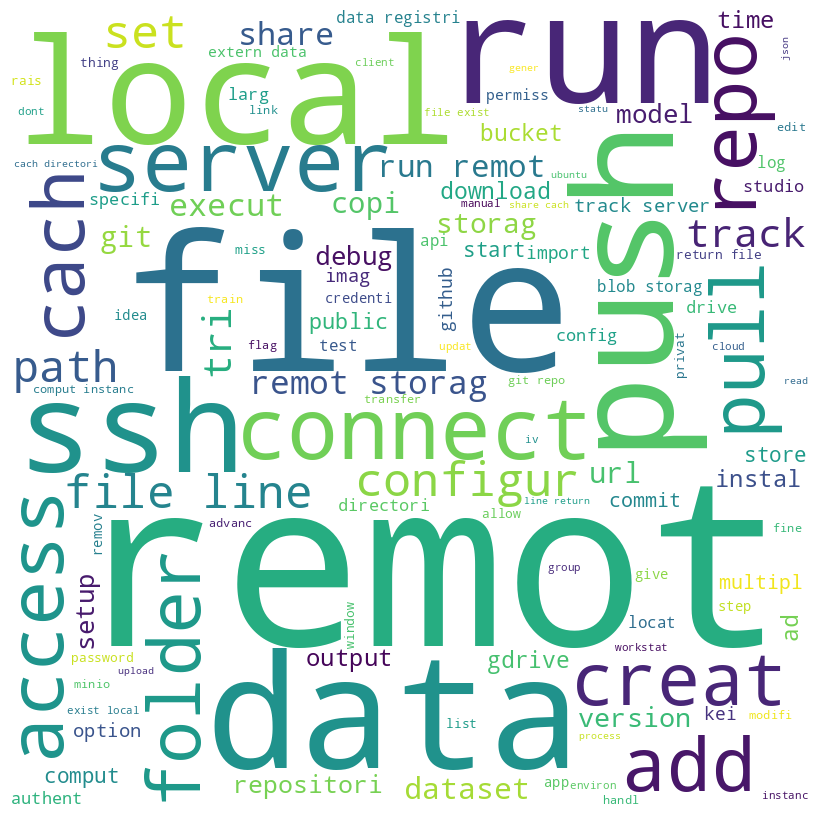 data registri
time
set
share
run
json
local
thing
extern data
client
rais
larg
gener
permiss
repo
link
file exist
statu
model
dont
bucket
edit
server
run remot
push
log
cach directori
ubuntu
studio
cach
specifi
execut
copi
download
manual
share cach
track server
git
storag
track
debug
api
start
import
return file
miss
file
imag
blob storag
pull
train
credenti
github
drive
idea
tri
public
config
flag
test
updat
privat
cloud
path
remot storag
git repo
read
comput instanc
transfer
ssh
connect
iv
store
file line
configur
url
instal
access
directori
line return
commit
remov
advanc
allow
fine
remot
folder
group
give
multipl
setup
step
window
locat
ad
password
output
workstat
upload
gdrive
creat
minio
data
exist local
version
kei
modifi
option
list
process
comput
repositori
dataset
app
environ
add
authent
handl
instanc